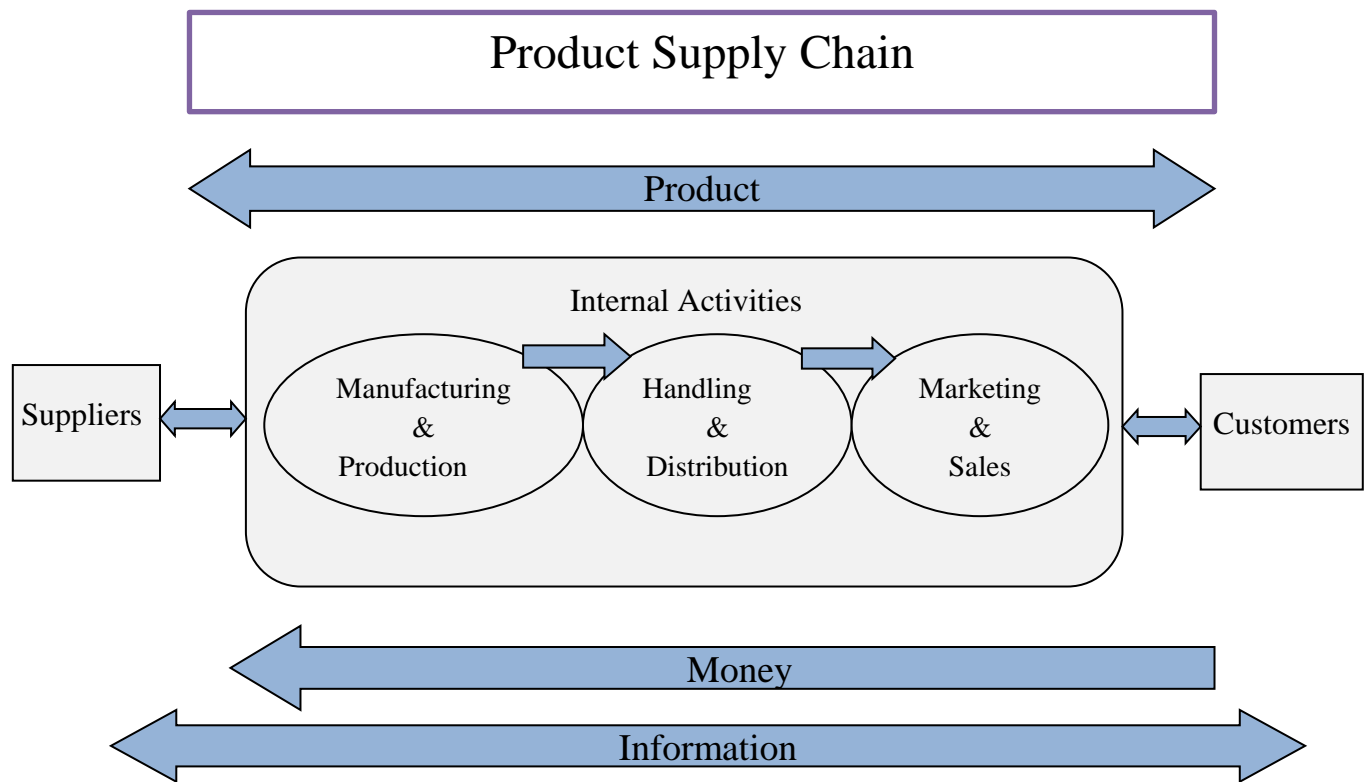 Product Supply Chain
Product
Internal Activities
Manufacturing
&
Production
Handling
&
Distribution
Marketing
&
Sales
Suppliers
Customers
Money
Information